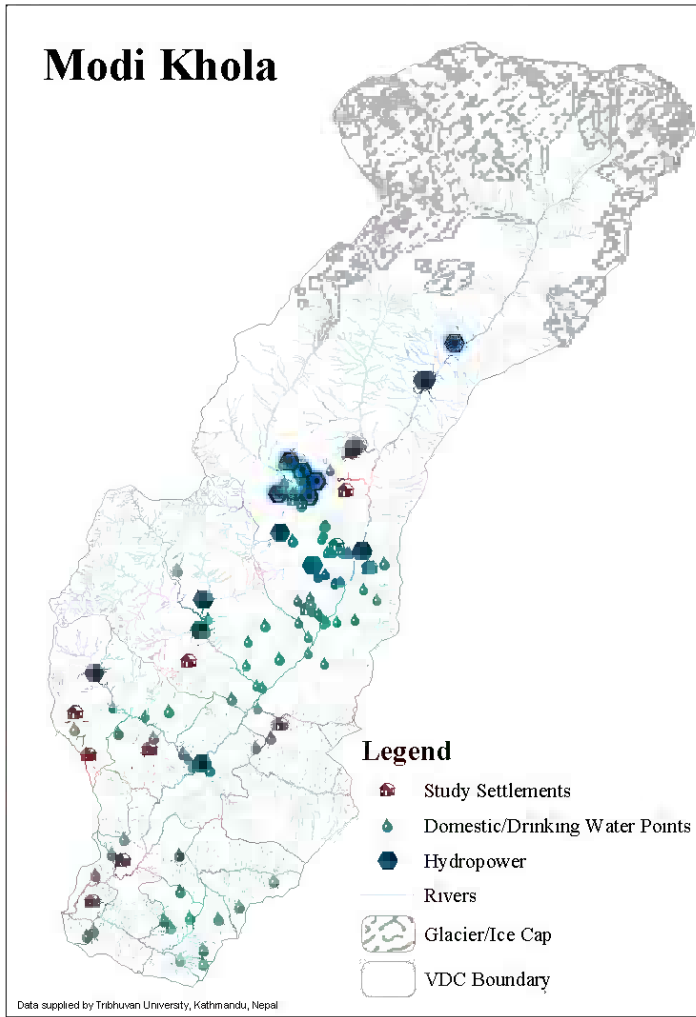 Modi Khola
Legend
Study Settlements
Domestic/Drinking Water Points
Hydropower
Rivers
Glacier/Ice Cap
VDC Boundary
Data supplied by Tribhuvan University, Kathmandu, Nepal